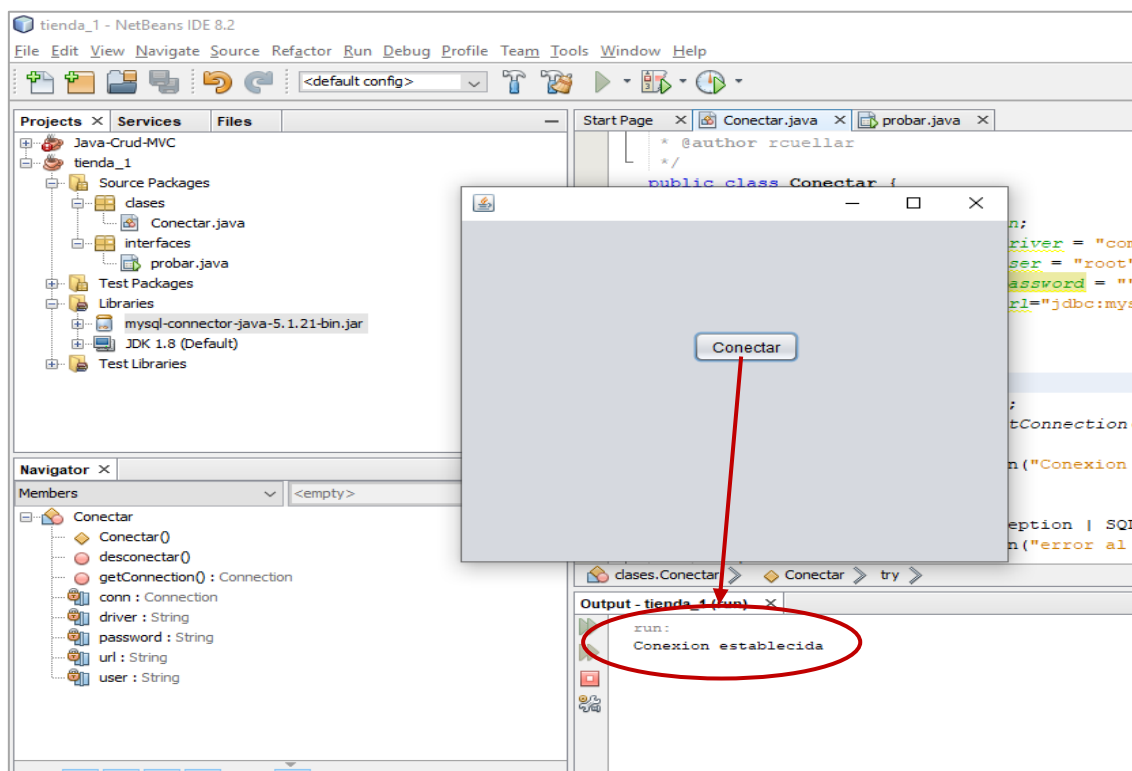 tienda_1 - NetBeans IDE 8.2
File Edit View Navigate Source Refactor Run Debug Profile Team Tools Window Help
<default config>
Projects Services Files
Java-Crud-MVC
tienda_1
Source Packages
clases
Conectar.java
interfaces
probar.java
Test Packages
Libraries
mysql-connector-java-5.1.21-bin.jar
JDK 1.8 (Default)
Test Libraries
Start Page Conectar.java probar.java
* @author rcuellar
*/
public class Conectar {
n;
river = "com
ser = "root"
assword = ""
rl="jdbc:mys
;
tConnection
n("Conexion
eption | SQL
n("error al
Conectar
clases.Conectar Conectar try
Navigator
Members <empty>
Conectar
Conectar()
desconectar()
getConnection() : Connection
conn : Connection
driver : String
password : String
url : String
user : String
Output - tienda_1 (run)
run:
Conexion establecida